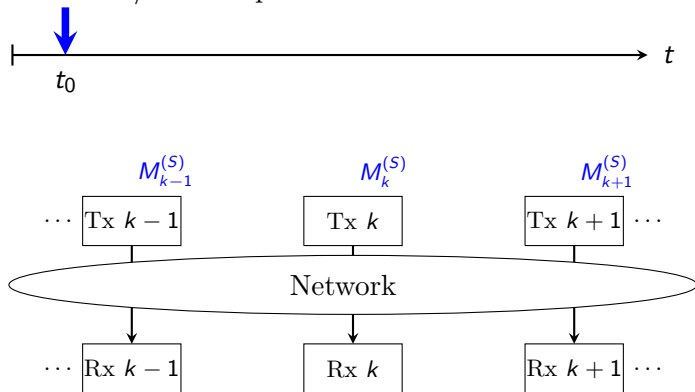 t
t₀
M_{k−1}^{(S)} M_k^{(S)} M_{k+1}^{(S)}
··· Tx k − 1 Tx k Tx k + 1 ···
Network
··· Rx k − 1 Rx k Rx k + 1 ···